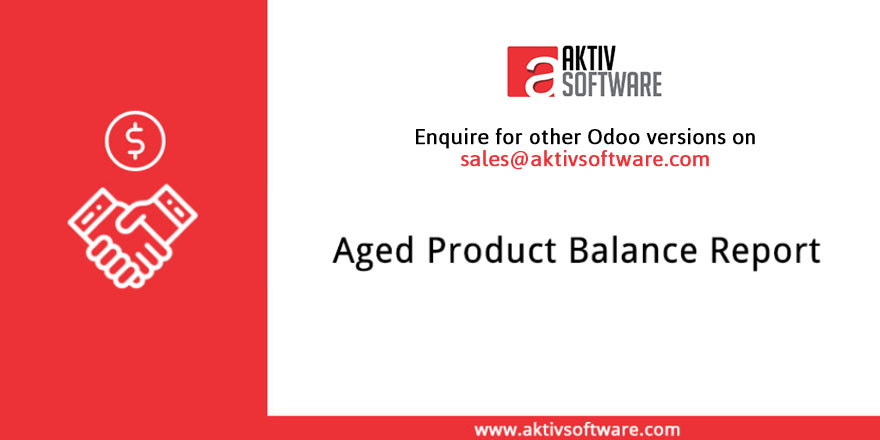 AKTIV
SOFTWARE
Enquire for other Odoo versions on
sales@aktivsoftware.com
$
Aged Product Balance Report
www.aktivsoftware.com